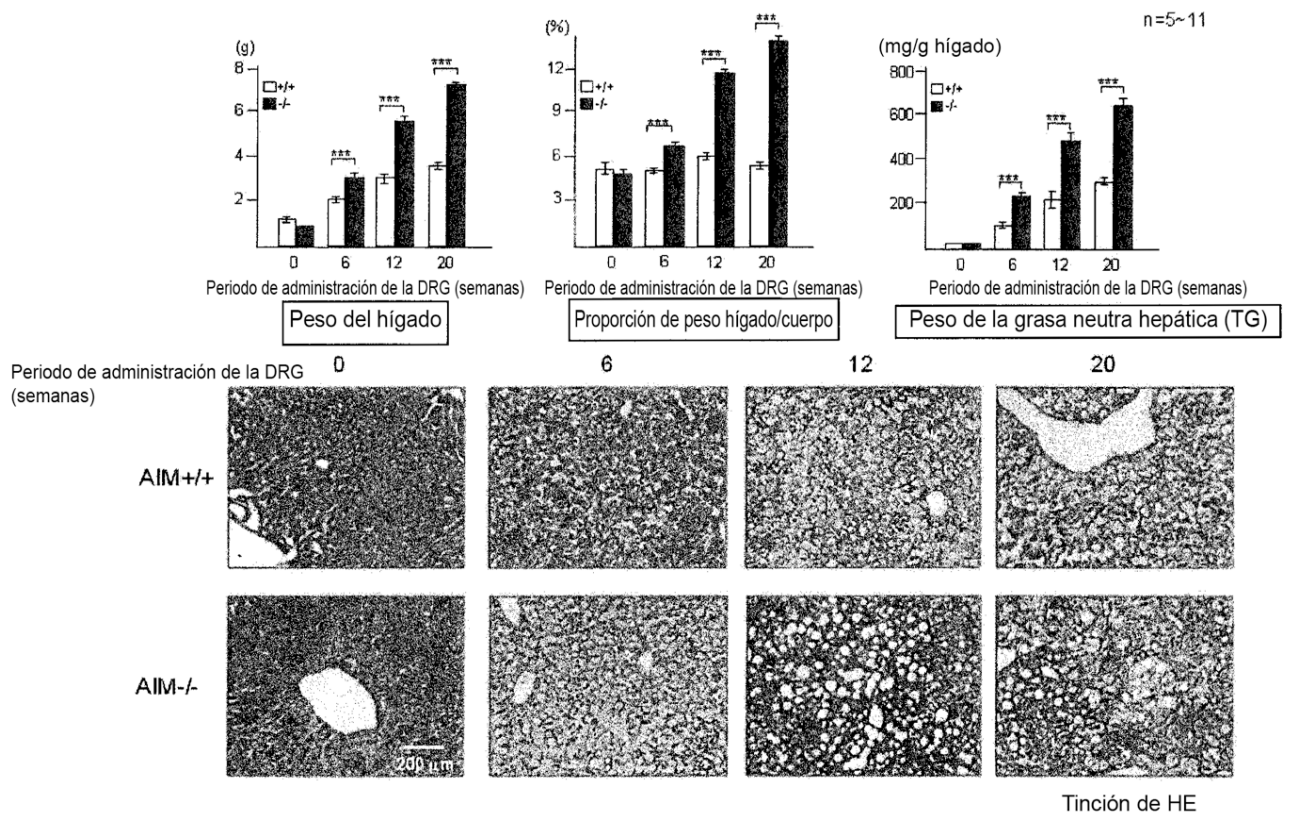 n=5~11
(g)
8
6
4
2
+/+
-/-
***
***
***
0 6 12 20
Periodo de administración de la DRG (semanas)
Peso del hígado
(%)
12
9
6
3
+/+
-/-
***
***
***
0 6 12 20
Periodo de administración de la DRG (semanas)
Proporción de peso hígado/cuerpo
(mg/g hígado)
800
600
400
200
+/+
-/-
***
***
***
0 6 12 20
Periodo de administración de la DRG (semanas)
Peso de la grasa neutra hepática (TG)
Periodo de administración de la DRG
(semanas)
0 6 12 20
AIM+/+
AIM-/-
200 μm
Tinción de HE